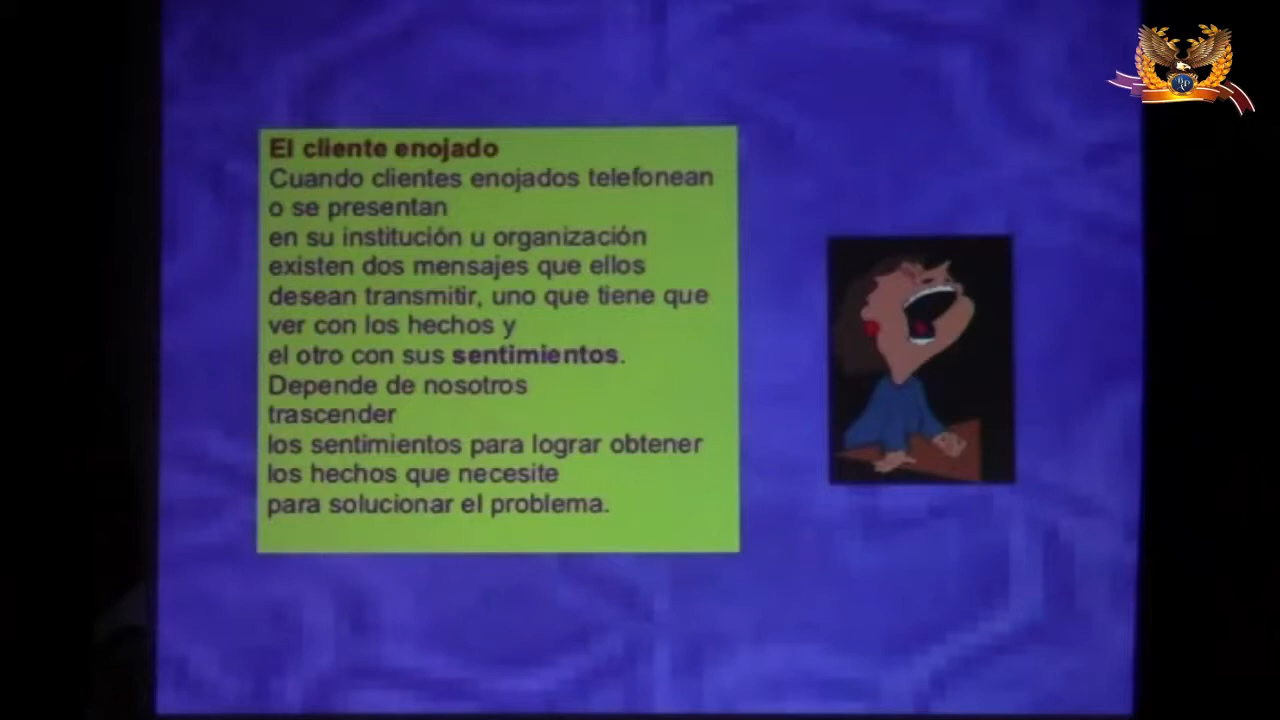 El cliente enojado
Cuando clientes enojados telefonean
o se presentan
en su institución u organización
existen dos mensajes que ellos
desean transmitir, uno que tiene que
ver con los hechos y
el otro con sus sentimientos.
Depende de nosotros
trascender
los sentimientos para lograr obtener
los hechos que necesite
para solucionar el problema.